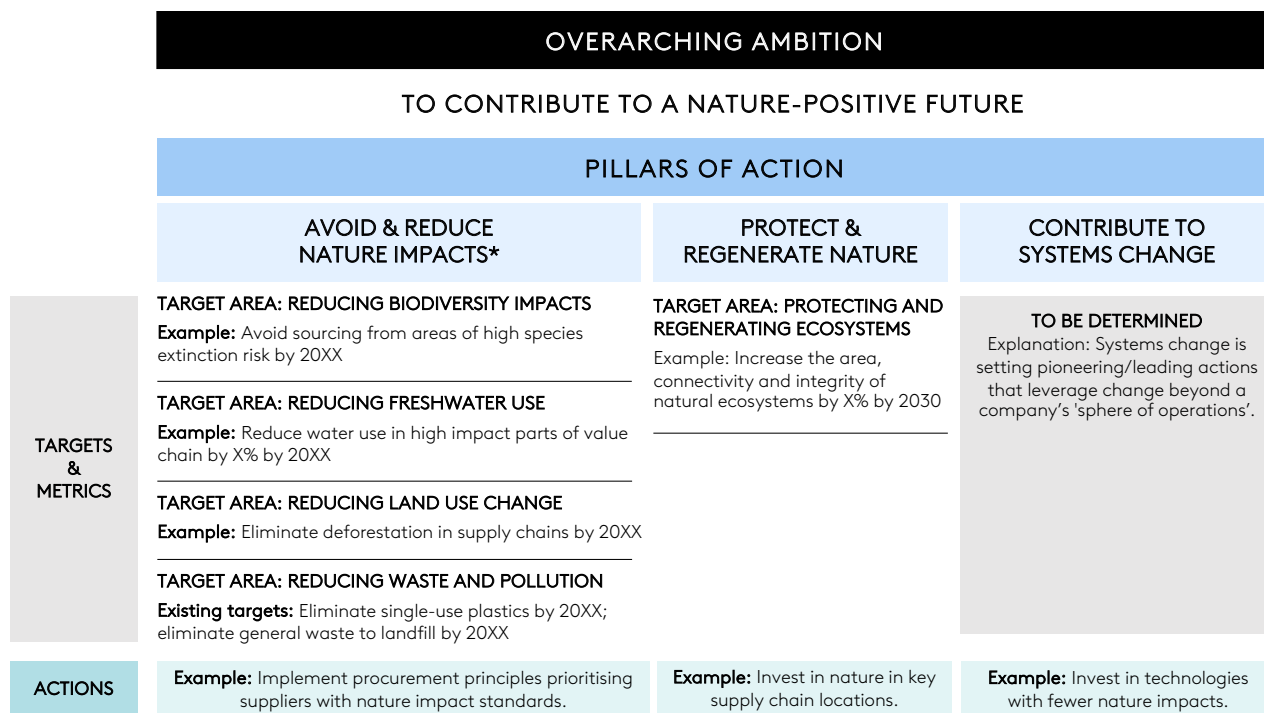 OVERARCHING AMBITION
TO CONTRIBUTE TO A NATURE-POSITIVE FUTURE
PILLARS OF ACTION
AVOID & REDUCE
NATURE IMPACTS*
PROTECT &
REGENERATE NATURE
CONTRIBUTE TO
SYSTEMS CHANGE
TARGETS
&
METRICS
TARGET AREA: REDUCING BIODIVERSITY IMPACTS
Example: Avoid sourcing from areas of high species
extinction risk by 20XX
TARGET AREA: REDUCING FRESHWATER USE
Example: Reduce water use in high impact parts of value
chain by X% by 20XX
TARGET AREA: REDUCING LAND USE CHANGE
Example: Eliminate deforestation in supply chains by 20XX
TARGET AREA: REDUCING WASTE AND POLLUTION
Existing targets: Eliminate single-use plastics by 20XX;
eliminate general waste to landfill by 20XX
TARGET AREA: PROTECTING AND
REGENERATING ECOSYSTEMS
Example: Increase the area,
connectivity and integrity of
natural ecosystems by X% by 2030
TO BE DETERMINED
Explanation: Systems change is
setting pioneering/leading actions
that leverage change beyond a
company's 'sphere of operations'.
ACTIONS
Example: Implement procurement principles prioritising
suppliers with nature impact standards.
Example: Invest in nature in key
supply chain locations.
Example: Invest in technologies
with fewer nature impacts.